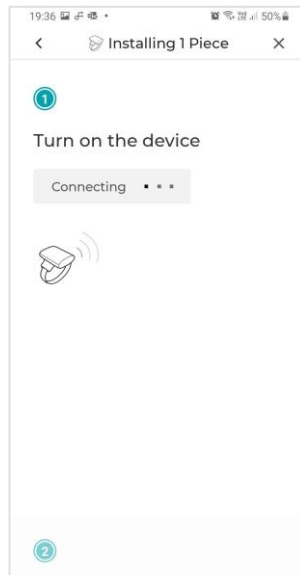 19:36 50%
Installing 1 Piece
1
Turn on the device
Connecting
2